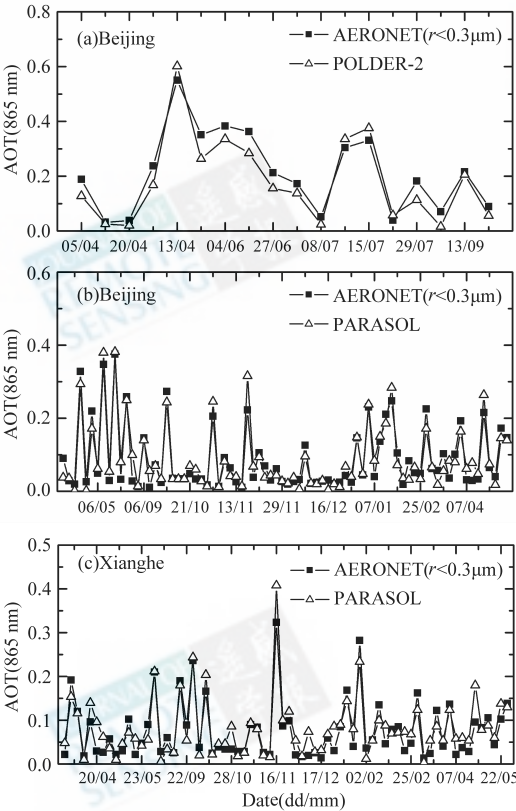 (a)Beijing
AERONET(r<0.3μm)
POLDER-2
AOT(865 nm)
0.8
0.6
0.4
0.2
0.0
05/04 20/04 13/04 04/06 27/06 08/07 15/07 29/07 13/09
(b)Beijing
AERONET(r<0.3μm)
PARASOL
AOT(865 nm)
0.6
0.4
0.2
0.0
06/05 06/09 21/10 13/11 29/11 16/12 07/01 25/02 07/04
(c)Xianghe
AERONET(r<0.3μm)
PARASOL
AOT(865 nm)
0.5
0.4
0.3
0.2
0.1
0.0
20/04 23/05 22/09 28/10 16/11 17/12 02/02 25/02 07/04 22/05
Date(dd/mm)
REMOTE
SENSING